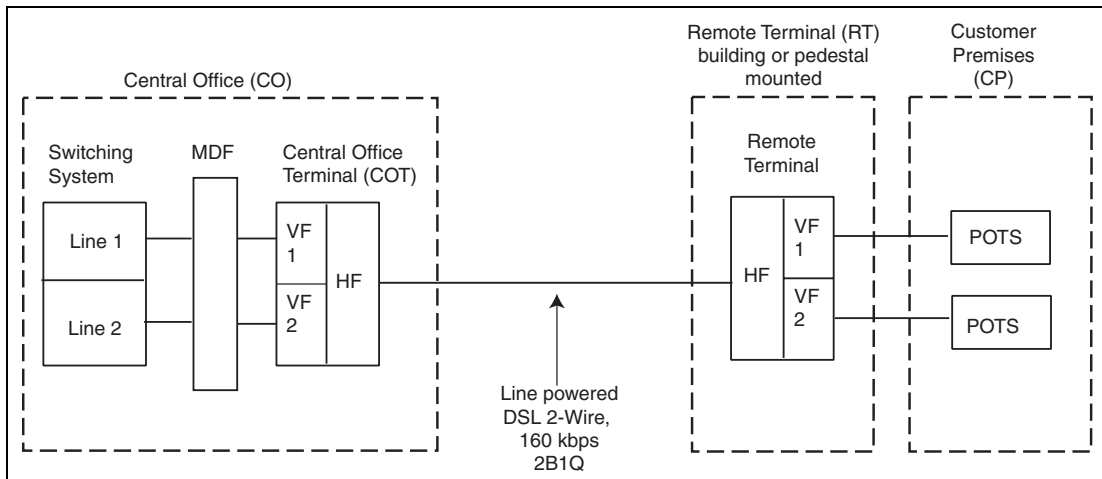 Central Office (CO)
Remote Terminal (RT)
building or pedestal
mounted
Customer
Premises
(CP)
Switching
System
MDF
Central Office
Terminal (COT)
Remote
Terminal
Line 1
Line 2
VF
1
VF
2
HF
HF
VF
1
VF
2
POTS
POTS
Line powered
DSL 2-Wire,
160 kbps
2B1Q